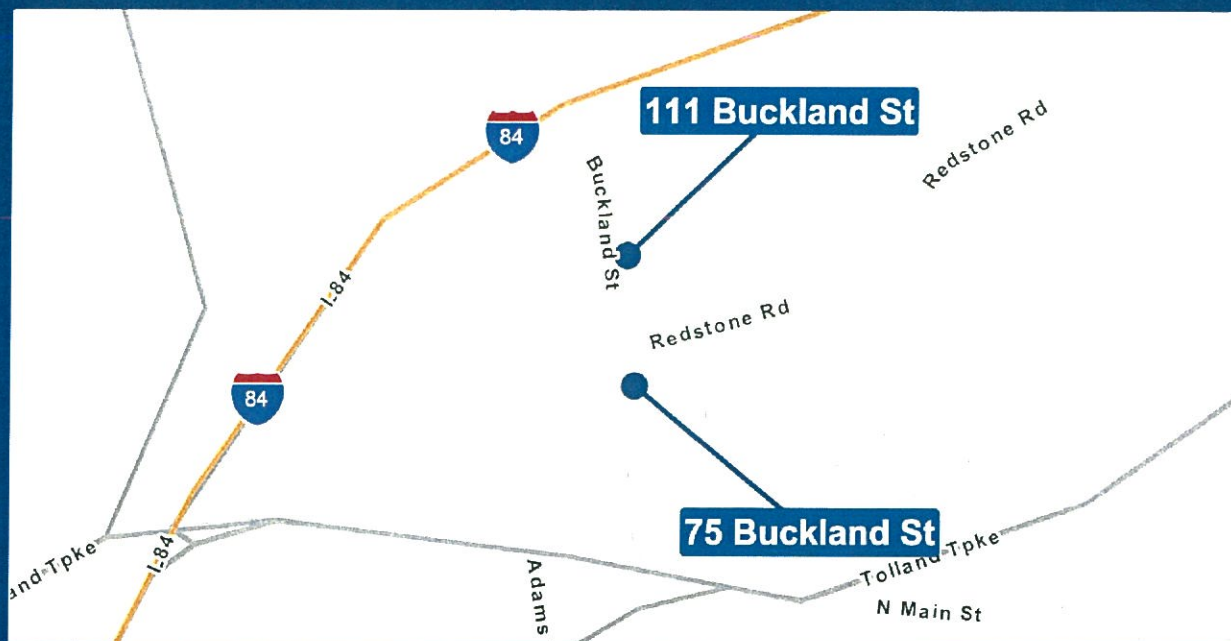 84
111 Buckland St
Redstone Rd
Buckland St
I-84
Redstone Rd
84
75 Buckland St
and Tpke
I-84
Adams
Tolland Tpke
N Main St